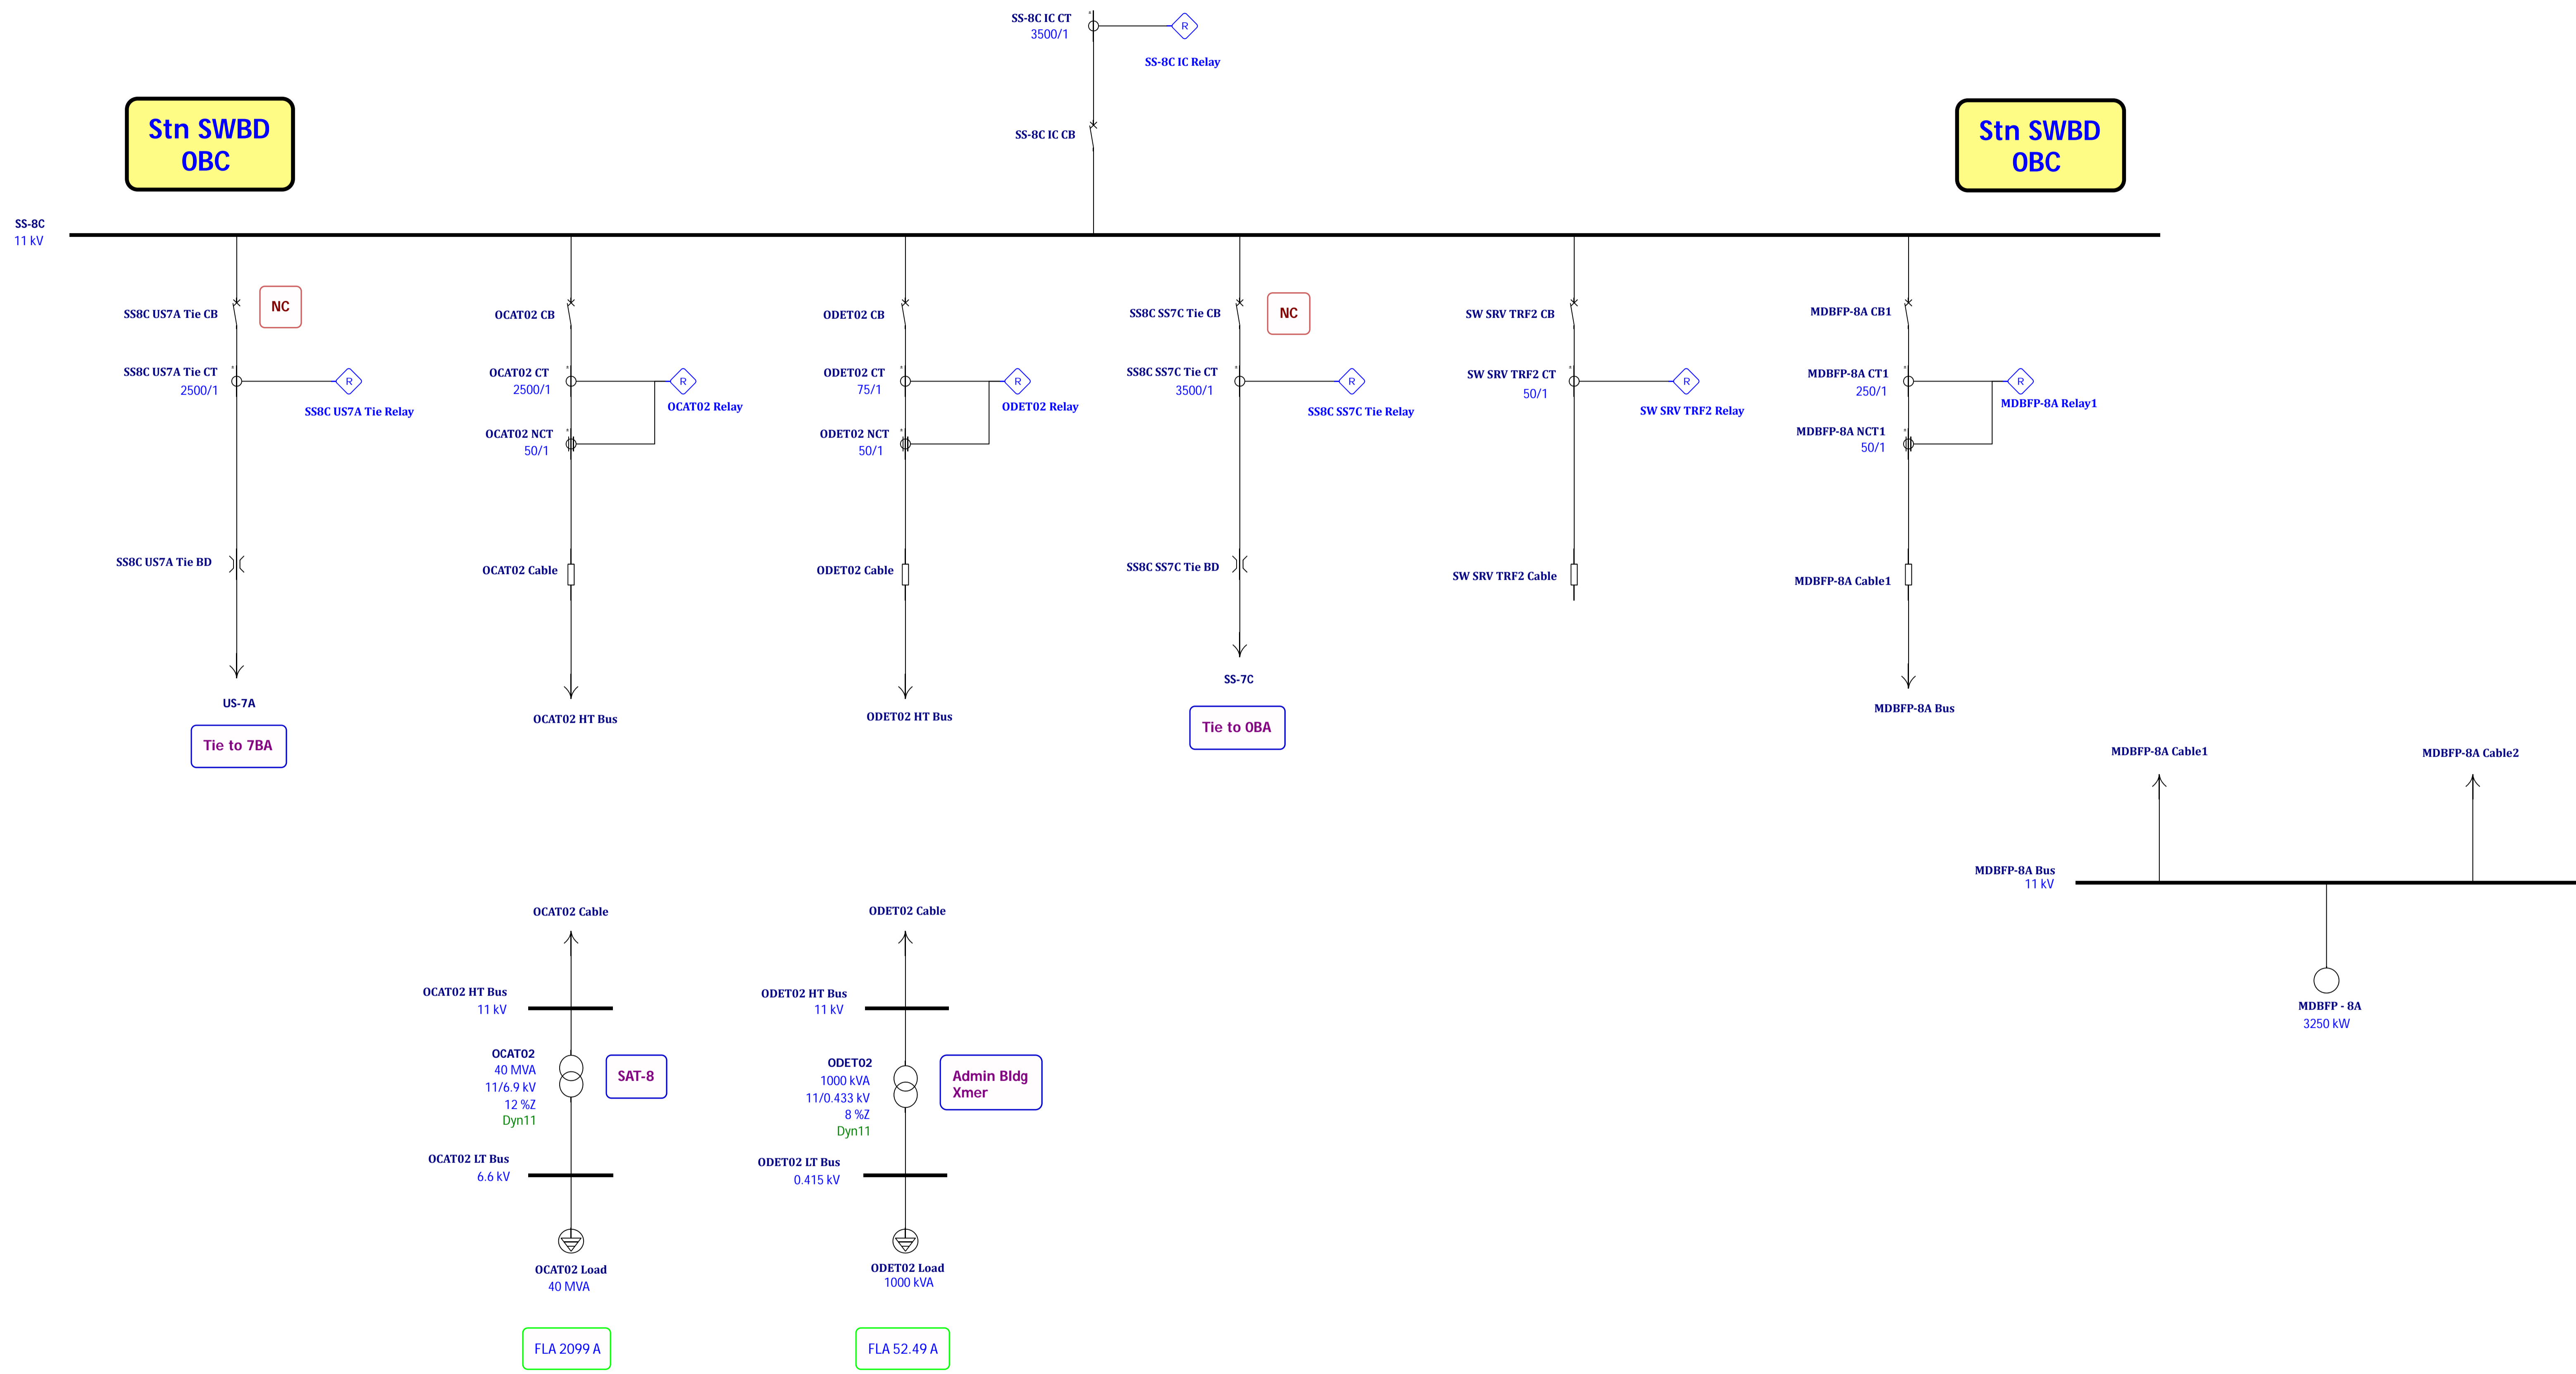 SS-8C IC CT
3500/1
R
SS-8C IC Relay
SS-8C IC CB
Stn SWBD
0BC
Stn SWBD
0BC
SS-8C
11 kV
SS8C US7A Tie CB
NC
SS8C US7A Tie CT
2500/1
R
SS8C US7A Tie Relay
SS8C US7A Tie BD
US-7A
Tie to 7BA
OCAT02 CB
OCAT02 CT
2500/1
R
OCAT02 Relay
OCAT02 NCT
50/1
OCAT02 Cable
OCAT02 HT Bus
ODET02 CB
ODET02 CT
75/1
R
ODET02 Relay
ODET02 NCT
50/1
ODET02 Cable
ODET02 HT Bus
SS8C SS7C Tie CB
NC
SS8C SS7C Tie CT
3500/1
R
SS8C SS7C Tie Relay
SS8C SS7C Tie BD
SS-7C
Tie to 0BA
SW SRV TRF2 CB
SW SRV TRF2 CT
50/1
R
SW SRV TRF2 Relay
SW SRV TRF2 Cable
MDBFP-8A CB1
MDBFP-8A CT1
250/1
R
MDBFP-8A Relay1
MDBFP-8A NCT1
50/1
MDBFP-8A Cable1
MDBFP-8A Bus
MDBFP-8A Cable1
MDBFP-8A Cable2
MDBFP-8A Bus
11 kV
MDBFP - 8A
3250 kW
OCAT02 Cable
OCAT02 HT Bus
11 kV
OCAT02
40 MVA
11/6.9 kV
12 %Z
Dyn11
SAT-8
OCAT02 LT Bus
6.6 kV
OCAT02 Load
40 MVA
FLA 2099 A
ODET02 Cable
ODET02 HT Bus
11 kV
ODET02
1000 kVA
11/0.433 kV
8 %Z
Dyn11
Admin Bldg
Xmer
ODET02 LT Bus
0.415 kV
ODET02 Load
1000 kVA
FLA 52.49 A